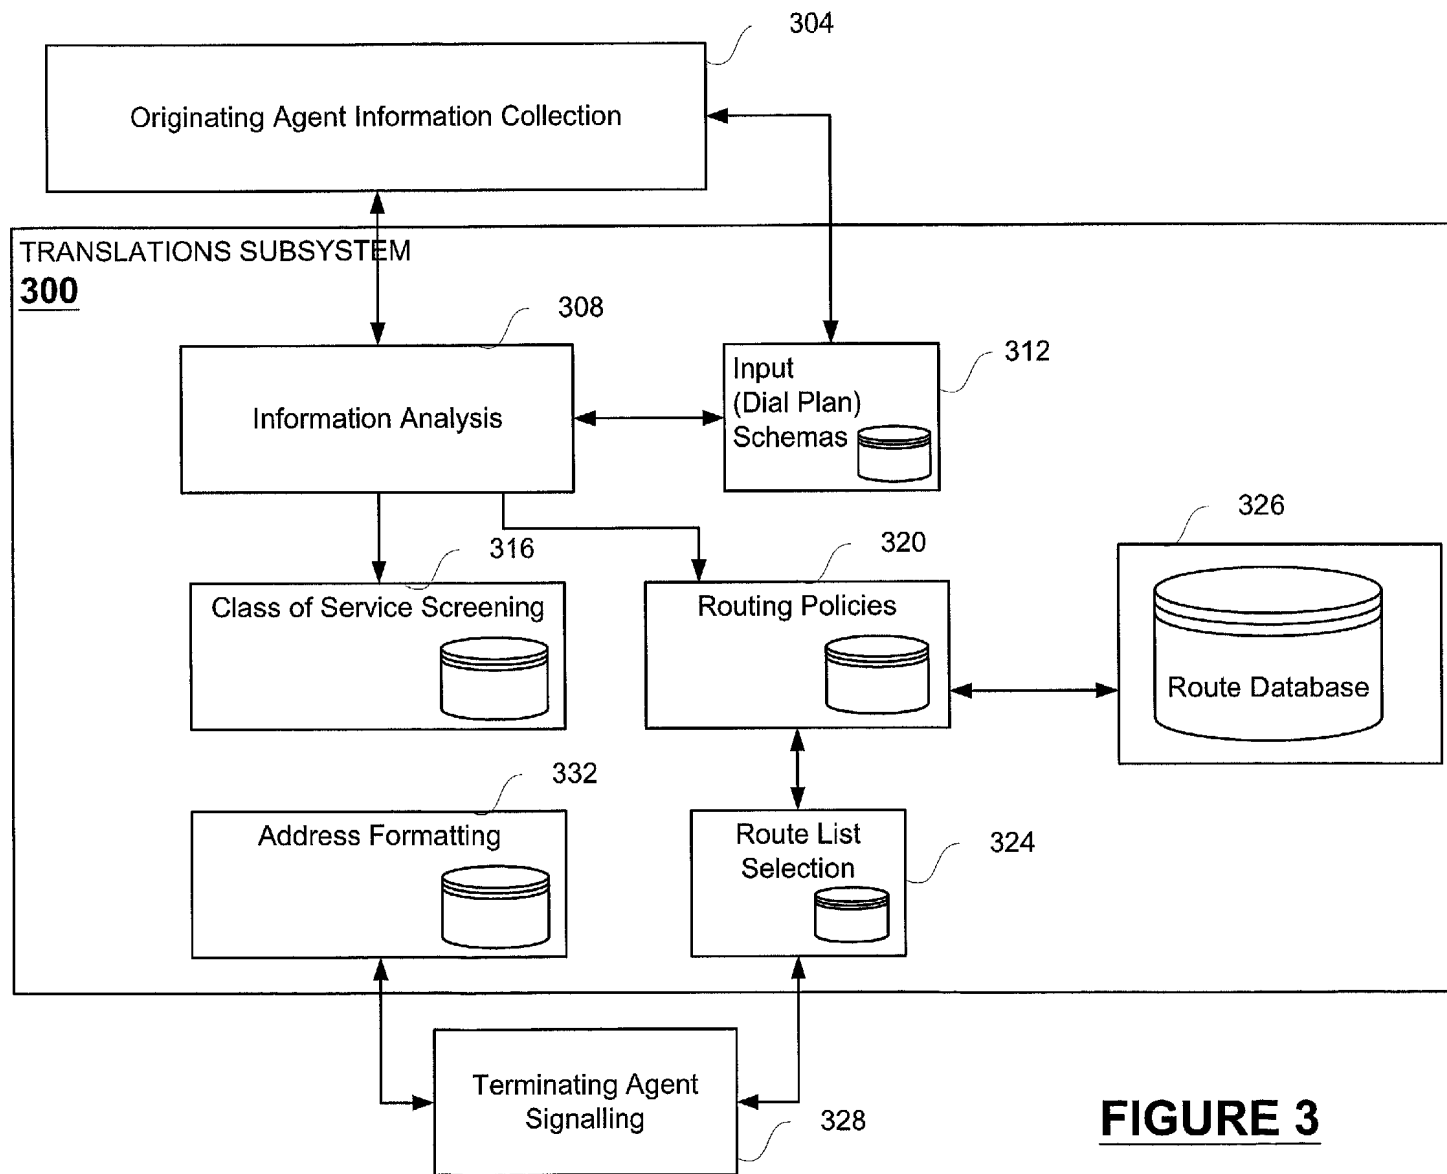 304
Originating Agent Information Collection
TRANSLATIONS SUBSYSTEM
300
308
312
Information Analysis
Input
(Dial Plan)
Schemas
316
320
326
Class of Service Screening
Routing Policies
Route Database
332
324
Address Formatting
Route List
Selection
Terminating Agent
Signalling
328
FIGURE 3